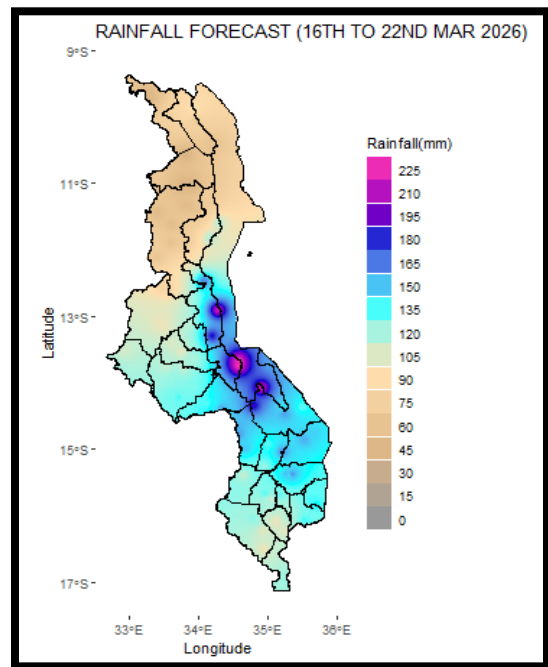 RAINFALL FORECAST (16TH TO 22ND MAR 2026)
9°S
11°S
13°S
15°S
17°S
Latitude
33°E
34°E
35°E
36°E
Longitude
Rainfall(mm)
225
210
195
180
165
150
135
120
105
90
75
60
45
30
15
0